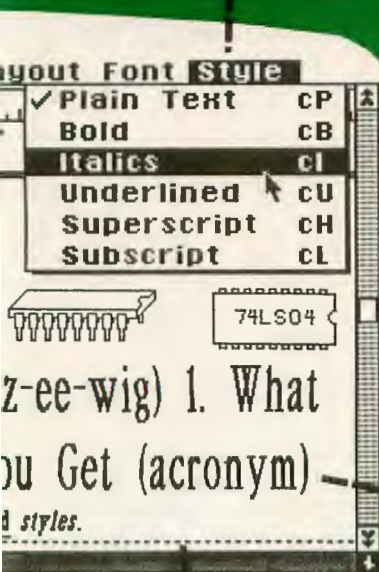 yout Font Style
✓Plain Text cP
Bold cB
Italics cI
Underlined cU
Superscript cH
Subscript cL
74LS04
z-ee-wig) 1. What
ou Get (acronym)
d styles.